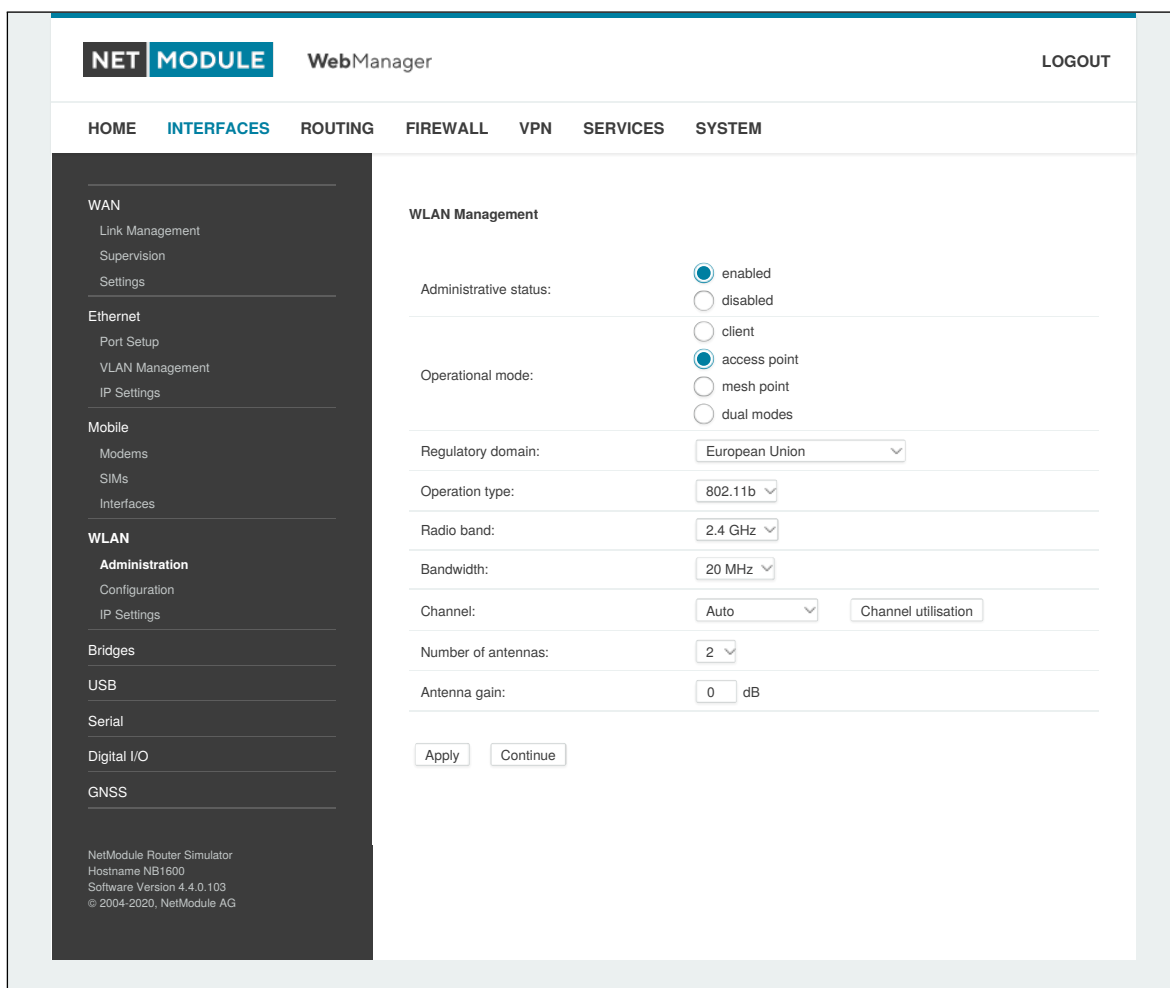 NET MODULE WebManager LOGOUT
HOME INTERFACES ROUTING FIREWALL VPN SERVICES SYSTEM
WAN
Link Management
Supervision
Settings
Ethernet
Port Setup
VLAN Management
IP Settings
Mobile
Modems
SIMs
Interfaces
WLAN
Administration
Configuration
IP Settings
Bridges
USB
Serial
Digital I/O
GNSS
NetModule Router Simulator
Hostname NB1600
Software Version 4.4.0.103
© 2004-2020, NetModule AG
WLAN Management
Administrative status:
enabled
disabled
Operational mode:
client
access point
mesh point
dual modes
Regulatory domain: European Union
Operation type: 802.11b
Radio band: 2.4 GHz
Bandwidth: 20 MHz
Channel: Auto Channel utilisation
Number of antennas: 2
Antenna gain: 0 dB
Apply Continue